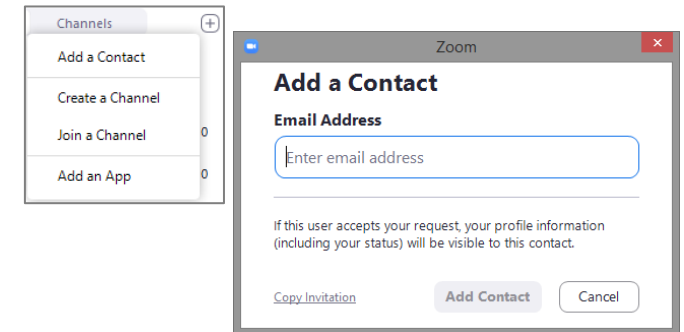 Channels
Add a Contact
Create a Channel
Join a Channel
0
Add an App
0
Zoom
Add a Contact
Email Address
Enter email address
If this user accepts your request, your profile information
(including your status) will be visible to this contact.
Copy Invitation
Add Contact
Cancel